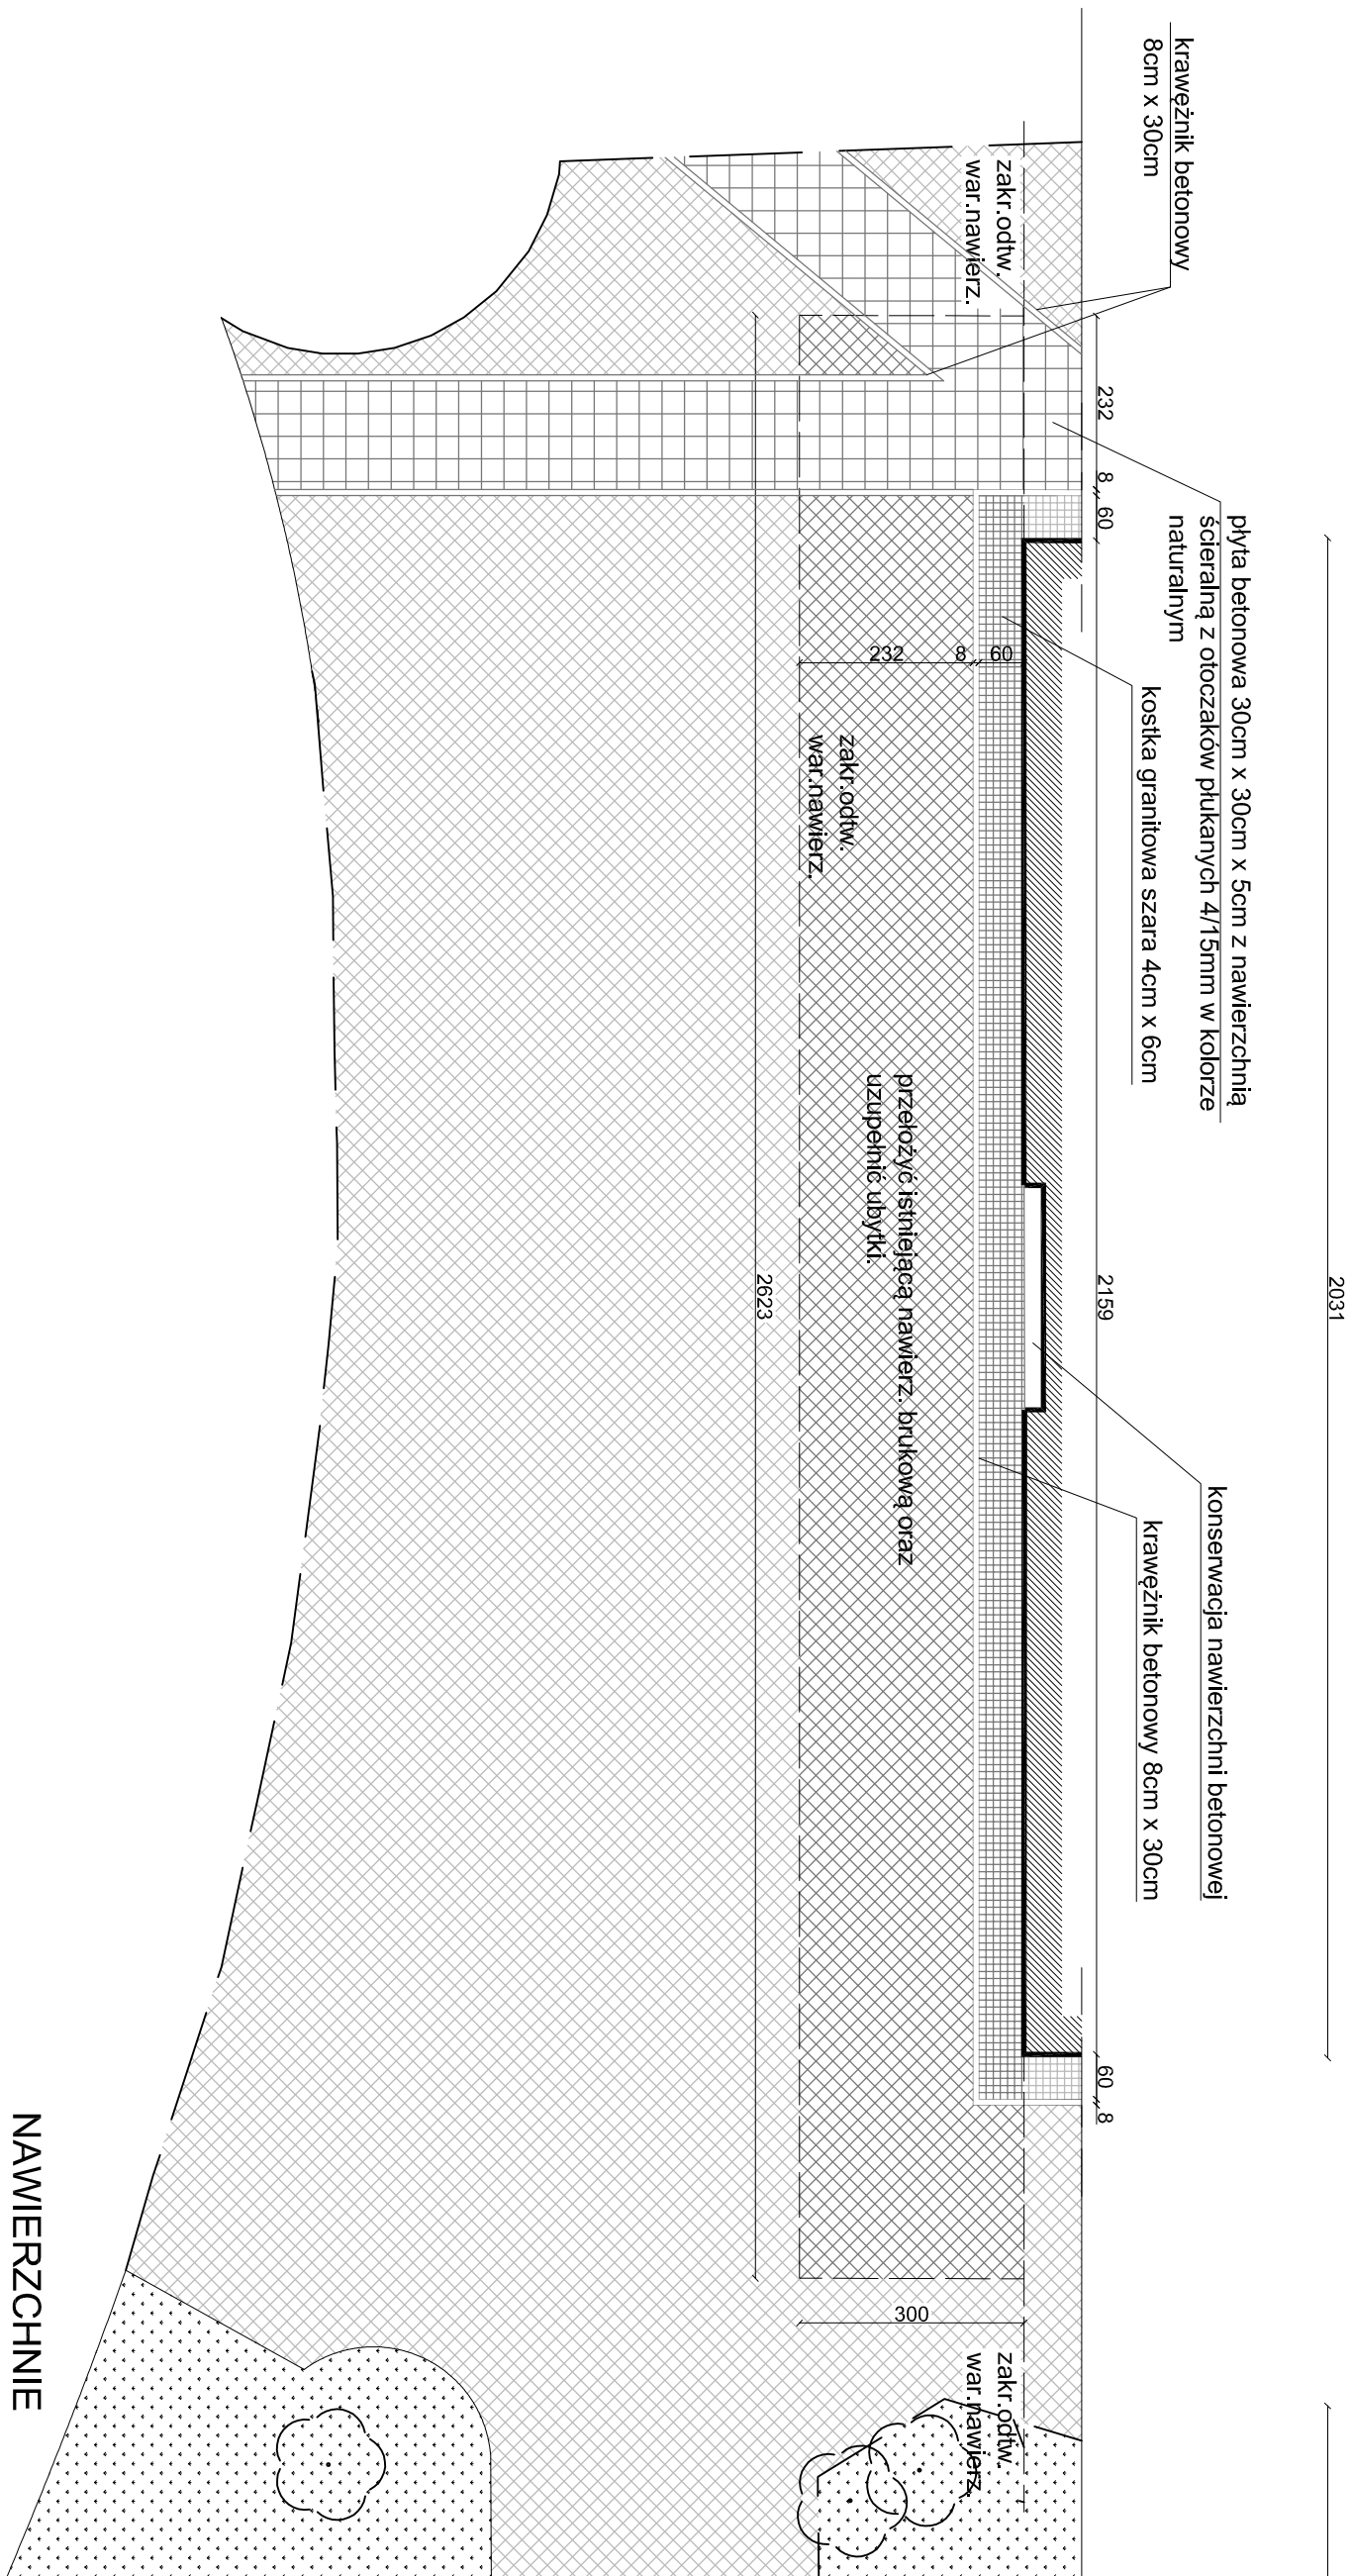 krawężnik betonowy
8cm x 30cm
zakr.odtw.
war.nawierz.
232
8
60
płyta betonowa 30cm x 30cm x 5cm z nawierzchnią
ścieralną z otoczaków płukanych 4/15mm w kolorze
naturalnym
kostka granitowa szara 4cm x 6cm
232
8
60
zakr.odtw.
war.nawierz.
przełożyć istniejącą nawierz. brukową oraz
uzupełnić ubytki.
2031
2159
2623
konserwacja nawierzchni betonowej
krawężnik betonowy 8cm x 30cm
60
8
300
zakr.odtw.
war.nawierz.
NAWIERZCHNIE